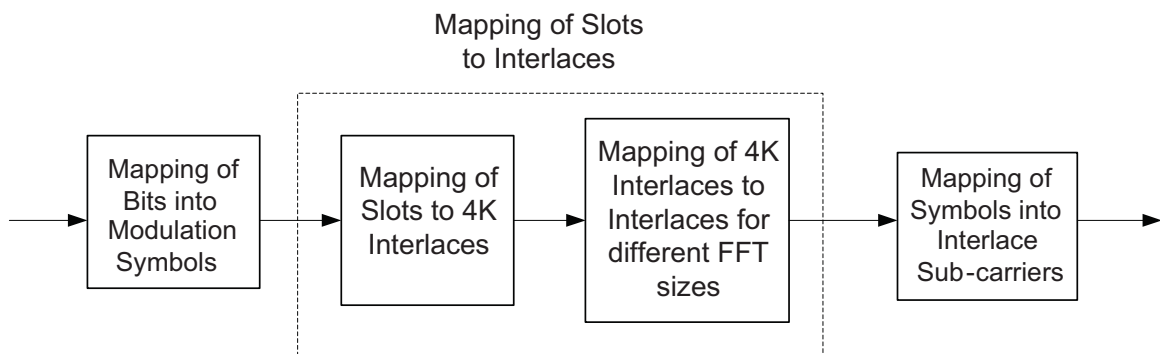 Mapping of Slots
to Interlaces
Mapping of
Bits into
Modulation
Symbols
Mapping of
Slots to 4K
Interlaces
Mapping of 4K
Interlaces to
Interlaces for
different FFT
sizes
Mapping of
Symbols into
Interlace
Sub-carriers